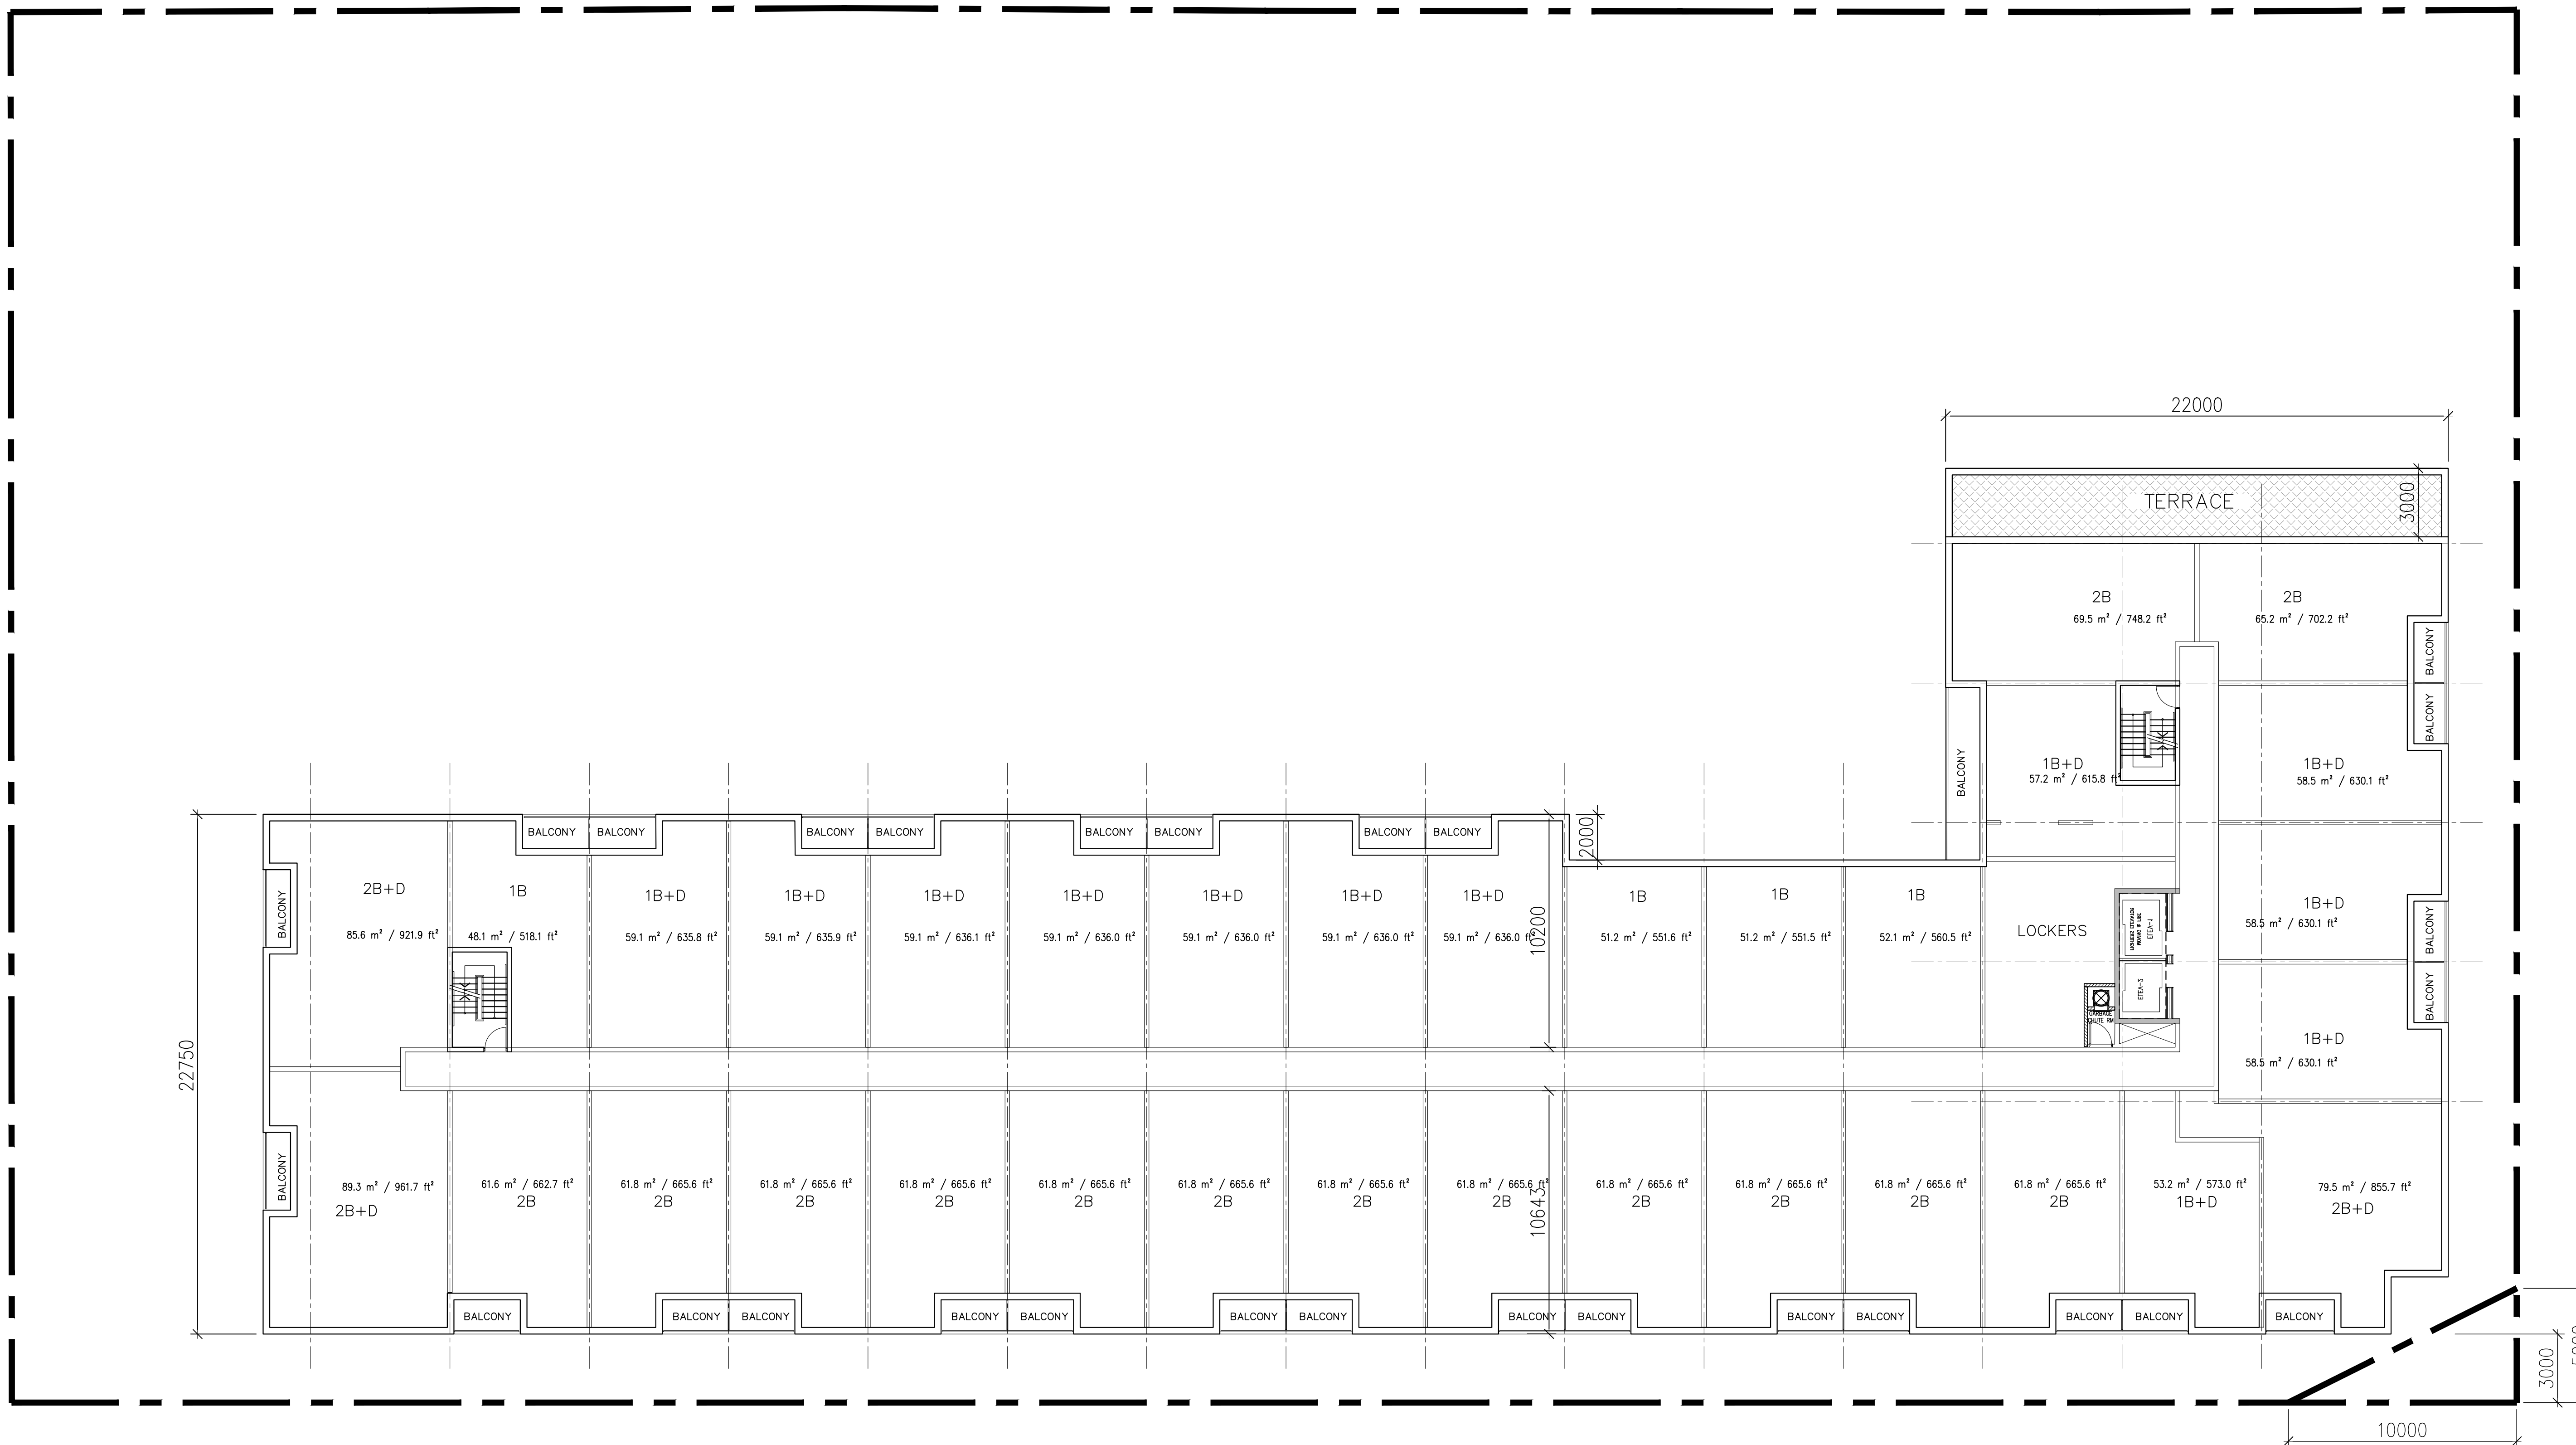 22000
TERRACE
3000
2B
69.5 m² / 748.2 ft²
2B
65.2 m² / 702.2 ft²
BALCONY
BALCONY
BALCONY
1B+D
57.2 m² / 615.8 ft²
1B+D
58.5 m² / 630.1 ft²
BALCONY
BALCONY
BALCONY
BALCONY
BALCONY
BALCONY
BALCONY
BALCONY
2000
BALCONY
2B+D
85.6 m² / 921.9 ft²
1B
48.1 m² / 518.1 ft²
1B+D
59.1 m² / 635.8 ft²
1B+D
59.1 m² / 635.9 ft²
1B+D
59.1 m² / 636.1 ft²
1B+D
59.1 m² / 636.0 ft²
1B+D
59.1 m² / 636.0 ft²
1B+D
59.1 m² / 636.0 ft²
1B+D
59.1 m² / 636.0 ft²
10200
1B
51.2 m² / 551.6 ft²
1B
51.2 m² / 551.5 ft²
1B
52.1 m² / 560.5 ft²
LOCKERS
ELEV-1
ELEV-2
GARBAGE
CHUTE RM
1B+D
58.5 m² / 630.1 ft²
BALCONY
BALCONY
1B+D
58.5 m² / 630.1 ft²
22750
BALCONY
89.3 m² / 961.7 ft²
2B+D
61.6 m² / 662.7 ft²
2B
61.8 m² / 665.6 ft²
2B
61.8 m² / 665.6 ft²
2B
61.8 m² / 665.6 ft²
2B
61.8 m² / 665.6 ft²
2B
61.8 m² / 665.6 ft²
2B
61.8 m² / 665.6 ft²
2B
61.8 m² / 665.6 ft²
2B
10643
61.8 m² / 665.6 ft²
2B
61.8 m² / 665.6 ft²
2B
61.8 m² / 665.6 ft²
2B
61.8 m² / 665.6 ft²
2B
53.2 m² / 573.0 ft²
1B+D
79.5 m² / 855.7 ft²
2B+D
BALCONY
BALCONY
BALCONY
BALCONY
BALCONY
BALCONY
BALCONY
BALCONY
BALCONY
BALCONY
BALCONY
BALCONY
BALCONY
BALCONY
3000
10000